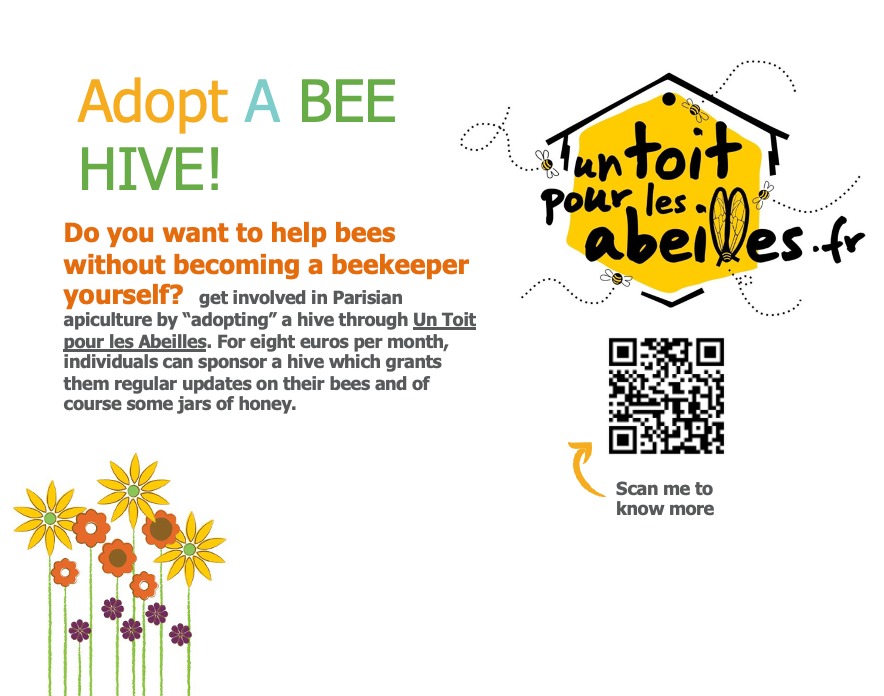 Adopt A BEE
HIVE!
Do you want to help bees
without becoming a beekeeper
yourself? get involved in Parisian
apiculture by “adopting” a hive through Un Toit
pour les Abeilles. For eight euros per month,
individuals can sponsor a hive which grants
them regular updates on their bees and of
course some jars of honey.
un toit
pour les
abeilles.fr
Scan me to
know more